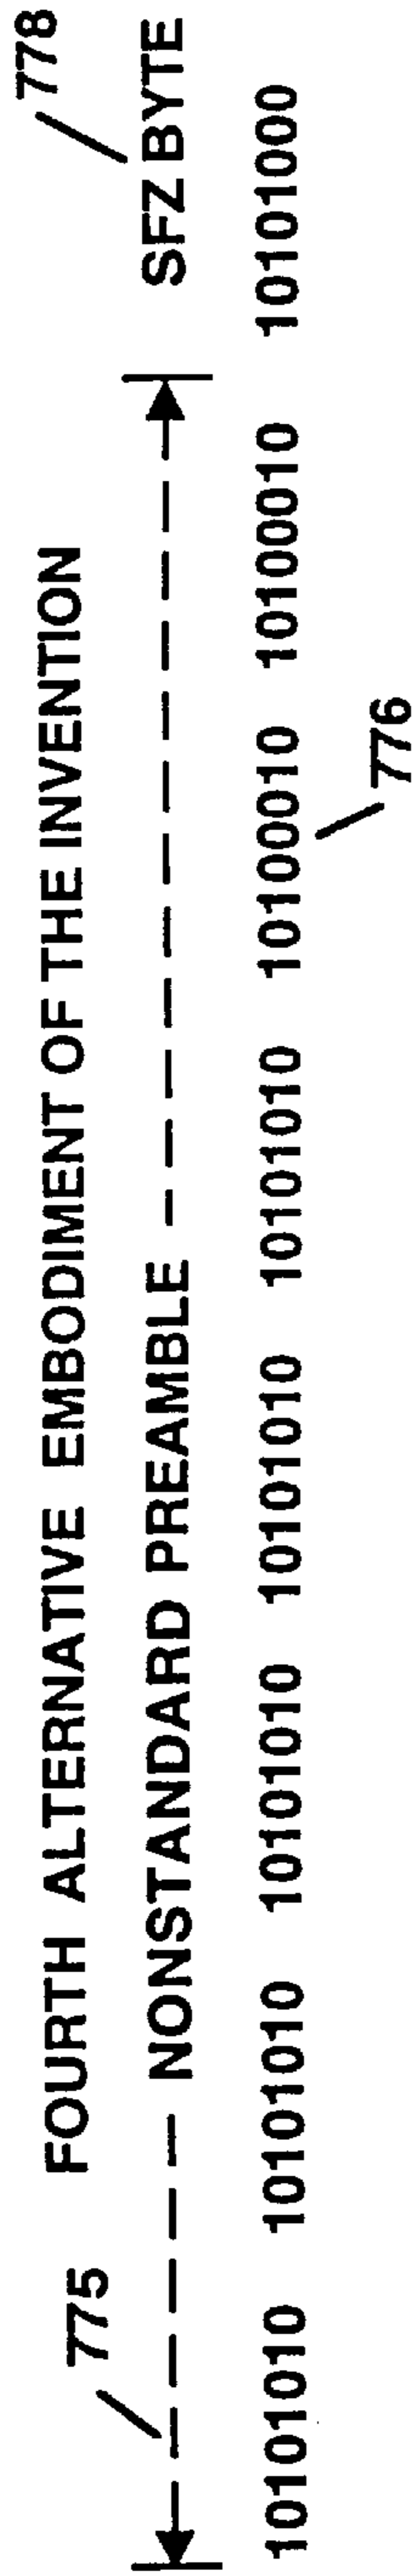 778
FOURTH ALTERNATIVE EMBODIMENT OF THE INVENTION
775
NONSTANDARD PREAMBLE SFZ BYTE
10101010 10101010 10101010 10101010 10101010 10100010 10100010 10101000
776